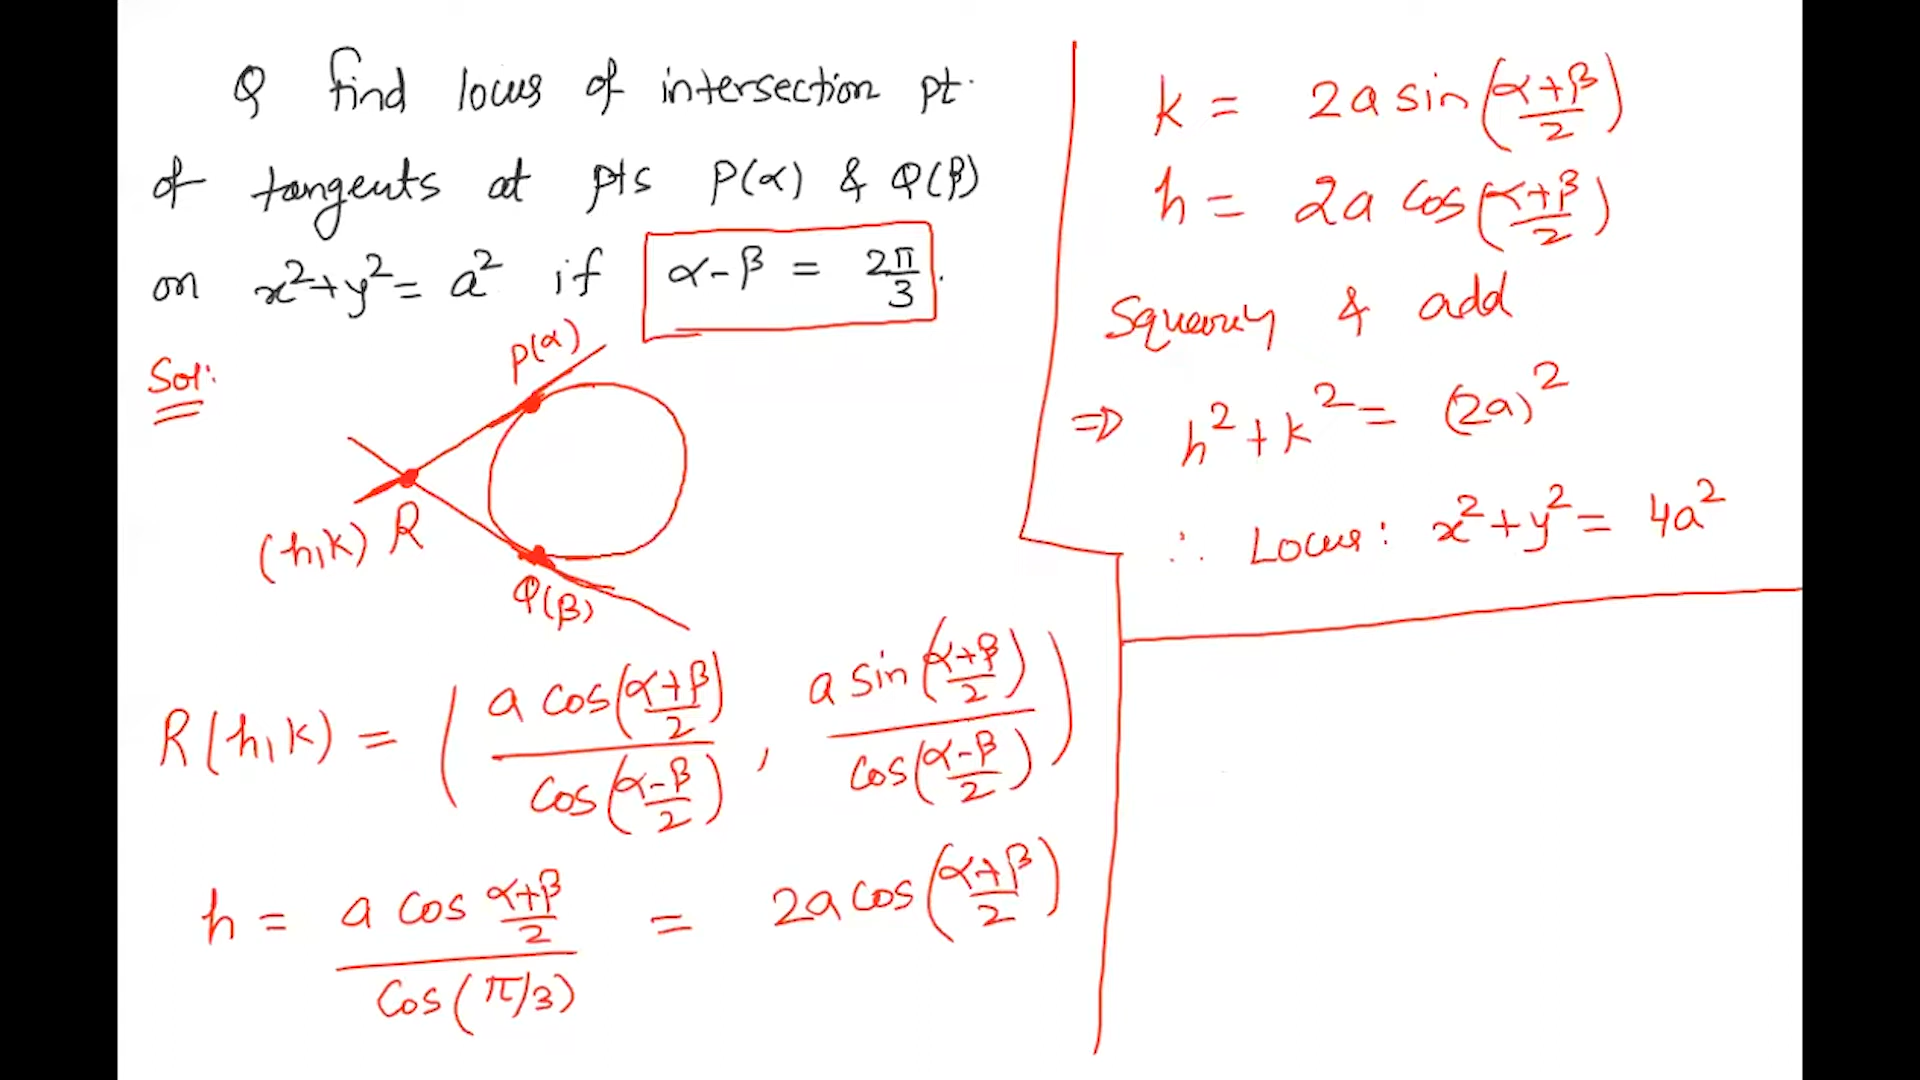 Q find locus of intersection pt.
of tangents at pts P(α) & Q(β)
on x²+y²= a² if α-β = 2π/3.
Sol:
P(α)
(h,k) R
Q(β)
R(h,k) = (a cos(α+β/2)/cos(α-β/2), a sin(α+β/2)/cos(α-β/2))
h = a cos α+β/2 / cos(π/3) = 2a cos(α+β/2)
k = 2a sin(α+β/2)
h = 2a cos(α+β/2)
Squaring & add
⇒ h²+k² = (2a)²
∴ Locus: x²+y² = 4a²